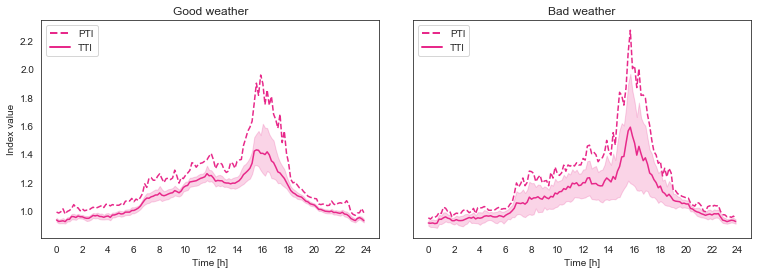 Good weather
PTI
TTI
Index value
2.2
2.0
1.8
1.6
1.4
1.2
1.0
0 2 4 6 8 10 12 14 16 18 20 22 24
Time [h]
Bad weather
PTI
TTI
0 2 4 6 8 10 12 14 16 18 20 22 24
Time [h]